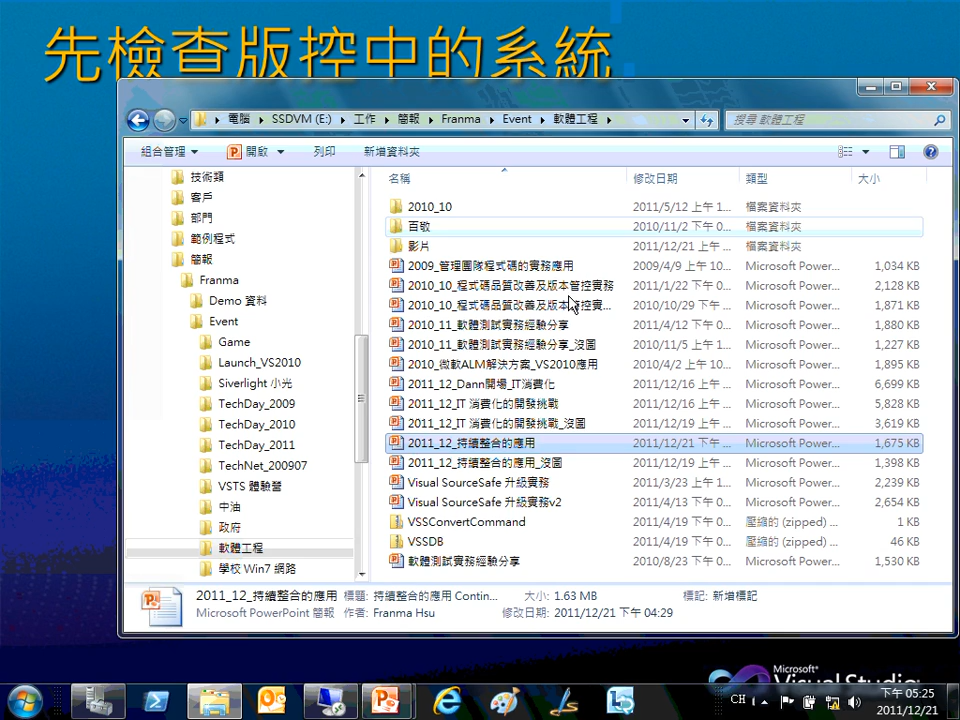 先檢查版控中的系統
電腦 SSDVM (E:) 工作 簡報 Franma Event 軟體工程
搜尋 軟體工程
組合管理 開啟 列印 新增資料夾
名稱 修改日期 類型 大小
技術類
客戶
部門
範例程式
簡報
Franma
Demo 資料
Event
Game
Launch_VS2010
Siverlight 小光
TechDay_2009
TechDay_2010
TechDay_2011
TechNet_200907
VSTS 體驗營
中油
政府
軟體工程
學校 Win7 網路
2010_10 2011/5/12 上午 1... 檔案資料夾
百敬 2010/11/2 下午 0... 檔案資料夾
影片 2011/12/21 上午 ... 檔案資料夾
2009_管理團隊程式碼的實務應用 2009/4/9 上午 10... Microsoft Power... 1,034 KB
2010_10_程式碼品質改善及版本管控實務 2011/1/22 下午 0... Microsoft Power... 2,128 KB
2010_10_程式碼品質改善及版本管控實... 2010/10/29 下午 ... Microsoft Power... 1,871 KB
2010_11_軟體測試實務經驗分享 2011/4/12 下午 0... Microsoft Power... 1,880 KB
2010_11_軟體測試實務經驗分享_沒圖 2010/11/5 上午 1... Microsoft Power... 1,227 KB
2010_微軟ALM解決方案_VS2010應用 2010/4/2 上午 10... Microsoft Power... 1,895 KB
2011_12_Dann開場_IT消費化 2011/12/16 上午 ... Microsoft Power... 6,699 KB
2011_12_IT 消費化的開發挑戰 2011/12/16 上午 ... Microsoft Power... 5,828 KB
2011_12_IT 消費化的開發挑戰_沒圖 2011/12/19 上午 ... Microsoft Power... 3,619 KB
2011_12_持續整合的應用 2011/12/21 下午 ... Microsoft Power... 1,675 KB
2011_12_持續整合的應用_沒圖 2011/12/19 上午 ... Microsoft Power... 1,398 KB
Visual SourceSafe 升級實務 2011/3/23 上午 1... Microsoft Power... 2,239 KB
Visual SourceSafe 升級實務v2 2011/4/13 下午 0... Microsoft Power... 2,654 KB
VSSConvertCommand 2011/4/19 下午 0... 壓縮的 (zipped) ... 1 KB
VSSDB 2011/4/19 下午 0... 壓縮的 (zipped) ... 46 KB
軟體測試實務經驗分享 2010/8/23 下午 0... Microsoft Power... 1,530 KB
2011_12_持續整合的應用 標題: 持續整合的應用 Contin... 大小: 1.63 MB 標記: 新增標記
Microsoft PowerPoint 簡報 作者: Franma Hsu 修改日期: 2011/12/21 下午 04:29
Microsoft
Visual Studio
CH 下午 05:25
2011/12/21